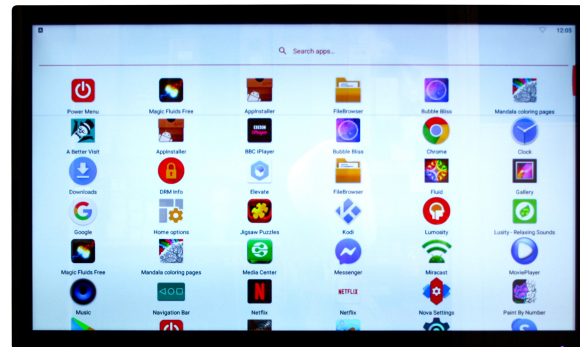 12:05
Search apps...
Power Menu Magic Fluids Free AppInstaller FileBrowser Bubble Bliss Mandala coloring pages
A Better Visit AppInstaller BBC iPlayer Bubble Bliss Chrome Clock
Downloads DRM Info Elevate FileBrowser Fluid Gallery
Google Home options Jigsaw Puzzles Kodi Lumosity Lusity - Relaxing Sounds
Magic Fluids Free Mandala coloring pages Media Center Messenger Miracast MoviePlayer
NETFLIX
Music Navigation Bar Netflix Netflix Nova Settings Paint By Number